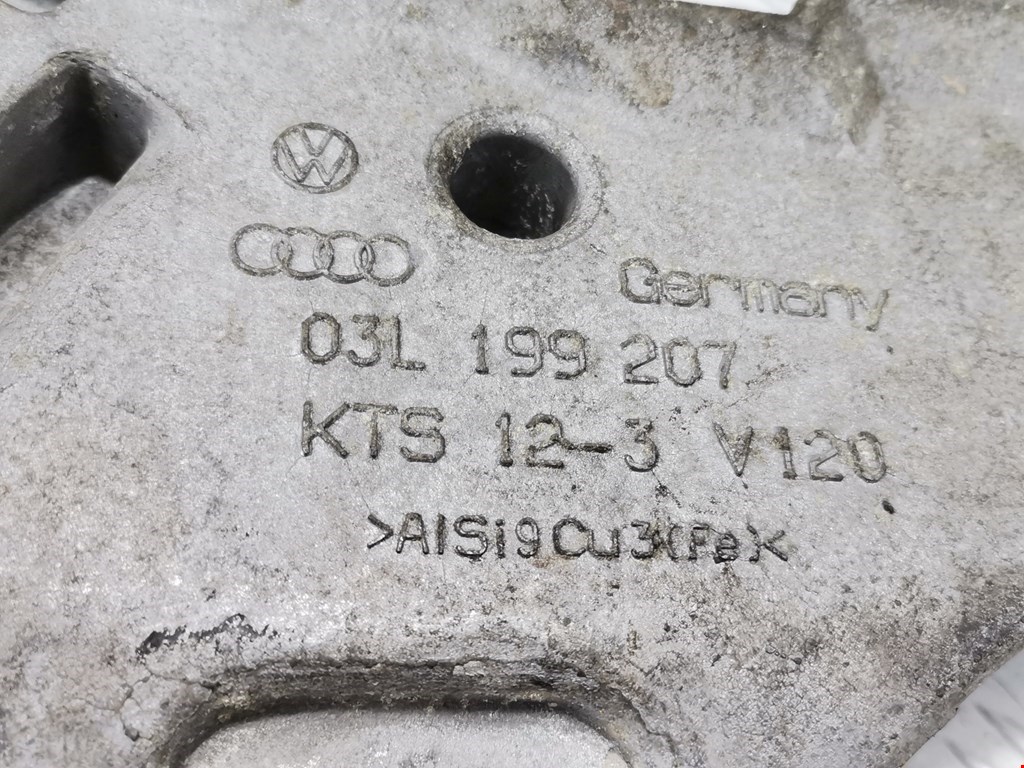 Germany
03L 199 207
KTS 12-3 V120
>AlSi9Cu3(Fe)<